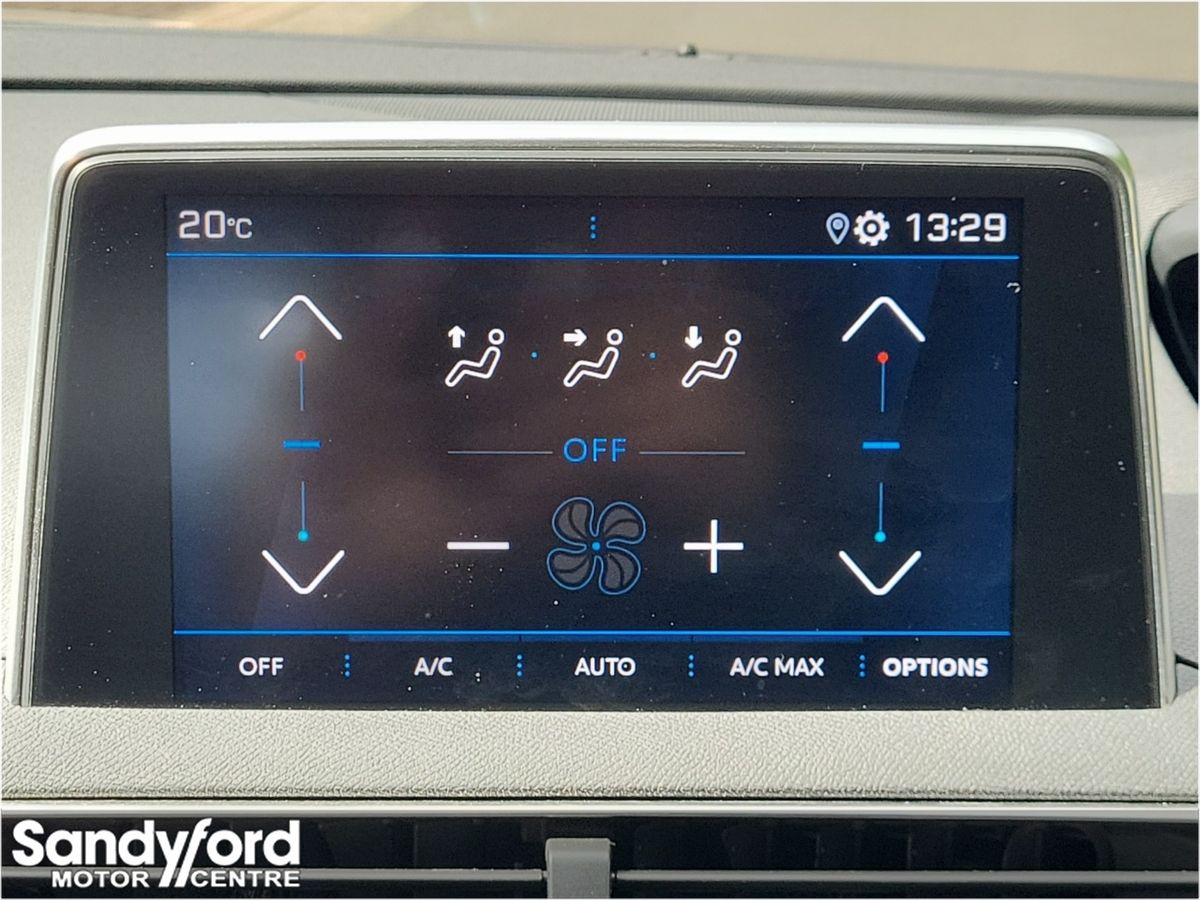 20°C 13:29
OFF
OFF A/C AUTO A/C MAX OPTIONS
Sandyford
MOTOR CENTRE